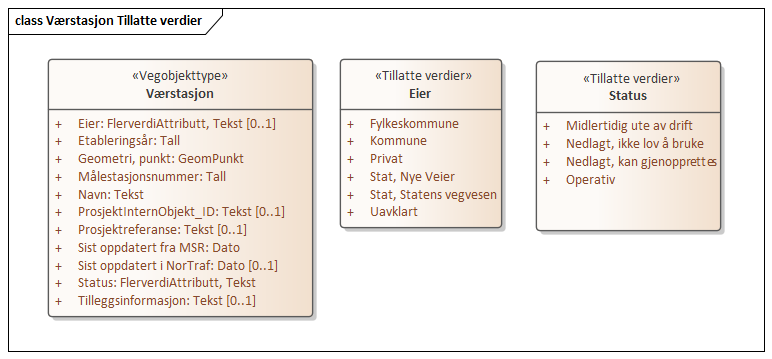 class Værstasjon Tillatte verdier
«Vegobjekttype»
Værstasjon
+ Eier: FlerverdiAttributt, Tekst [0..1]
+ Etableringsår: Tall
+ Geometri, punkt: GeomPunkt
+ Målestasjonsnummer: Tall
+ Navn: Tekst
+ ProsjektInternObjekt_ID: Tekst [0..1]
+ Prosjektreferanse: Tekst [0..1]
+ Sist oppdatert fra MSR: Dato
+ Sist oppdatert i NorTraf: Dato [0..1]
+ Status: FlerverdiAttributt, Tekst
+ Tilleggsinformasjon: Tekst [0..1]
«Tillatte verdier»
Eier
+ Fylkeskommune
+ Kommune
+ Privat
+ Stat, Nye Veier
+ Stat, Statens vegvesen
+ Uavklart
«Tillatte verdier»
Status
+ Midlertidig ute av drift
+ Nedlagt, ikke lov å bruke
+ Nedlagt, kan gjenopprettes
+ Operativ